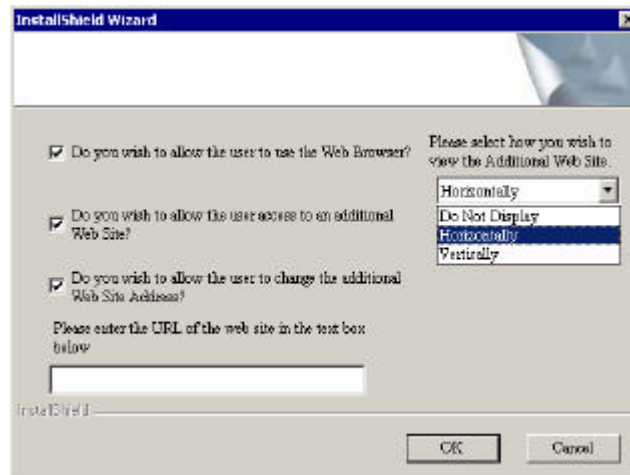 InstallShield Wizard
Do you wish to allow the user to use the Web Browser?
Please select how you wish to
view the Additional Web Site.
Horizontally
Do Not Display
Horizontally
Vertically
Do you wish to allow the user access to an additional
Web Site?
Do you wish to allow the user to change the additional
Web Site Address?
Please enter the URL of the web site in the text box
below
InstallShield
OK
Cancel